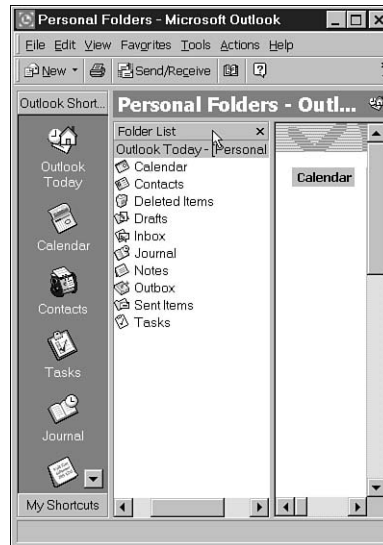 Personal Folders - Microsoft Outlook
File Edit View Favorites Tools Actions Help
New Send/Receive
Outlook Short... Personal Folders - Outl...
Folder List
Outlook Today - [Personal
Outlook
Today
Calendar
Contacts
Tasks
Journal
My Shortcuts
Calendar
Contacts
Deleted Items
Drafts
Inbox
Journal
Notes
Outbox
Sent Items
Tasks
Calendar